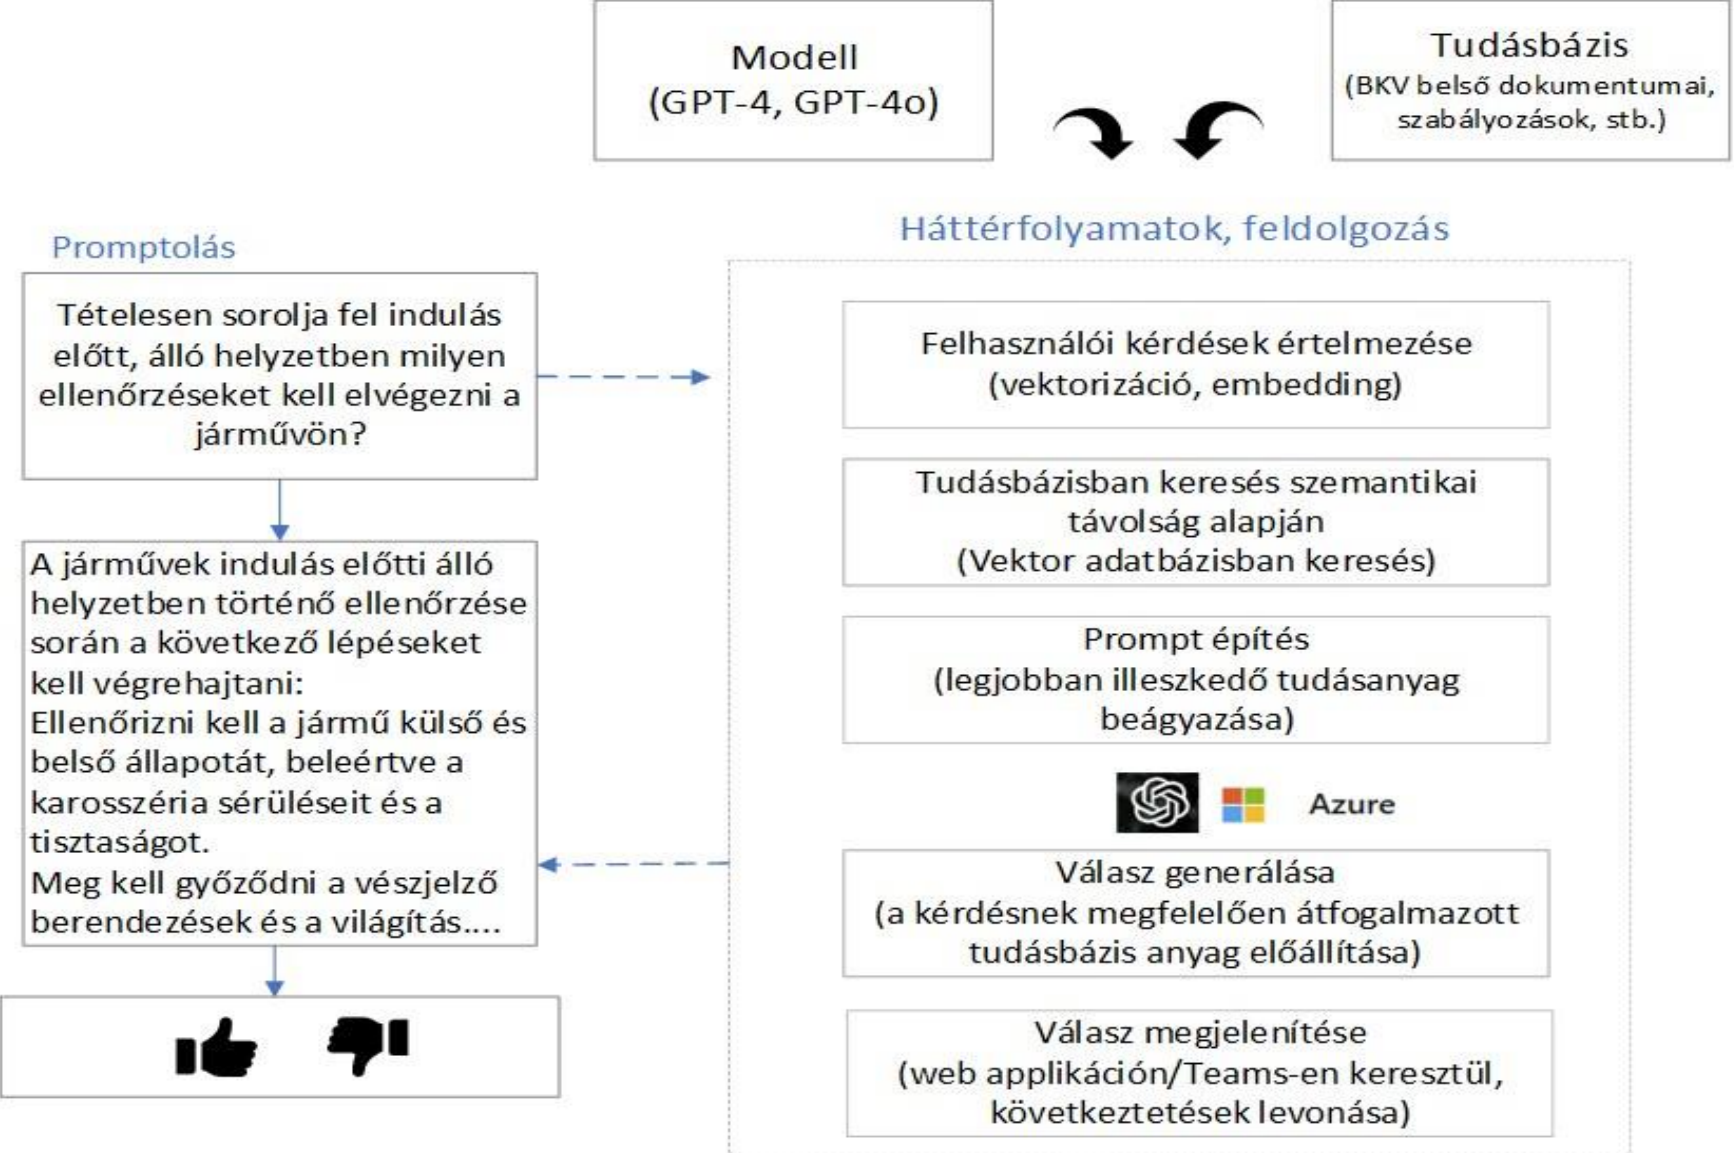 Modell
(GPT-4, GPT-4o)
Tudásbázis
(BKV belső dokumentumai,
szabályozások, stb.)
Promptolás
Tételesen sorolja fel indulás
előtt, álló helyzetben milyen
ellenőrzéseket kell elvégezni a
járművön?
A járművek indulás előtti álló
helyzetben történő ellenőrzése
során a következő lépéseket
kell végrehajtani:
Ellenőrizni kell a jármű külső és
belső állapotát, beleértve a
karosszéria sérüléseit és a
tisztaságot.
Meg kell győződni a vészjelző
berendezések és a világítás....
Háttérfolyamatok, feldolgozás
Felhasználói kérdések értelmezése
(vektorizáció, embedding)
Tudásbázisban keresés szemantikai
távolság alapján
(Vektor adatbázisban keresés)
Prompt építés
(legjobban illeszkedő tudásanyag
beágyazása)
Azure
Válasz generálása
(a kérdésnek megfelelően átfogalmazott
tudásbázis anyag előállítása)
Válasz megjelenítése
(web applikáción/Teams-en keresztül,
következtetések levonása)